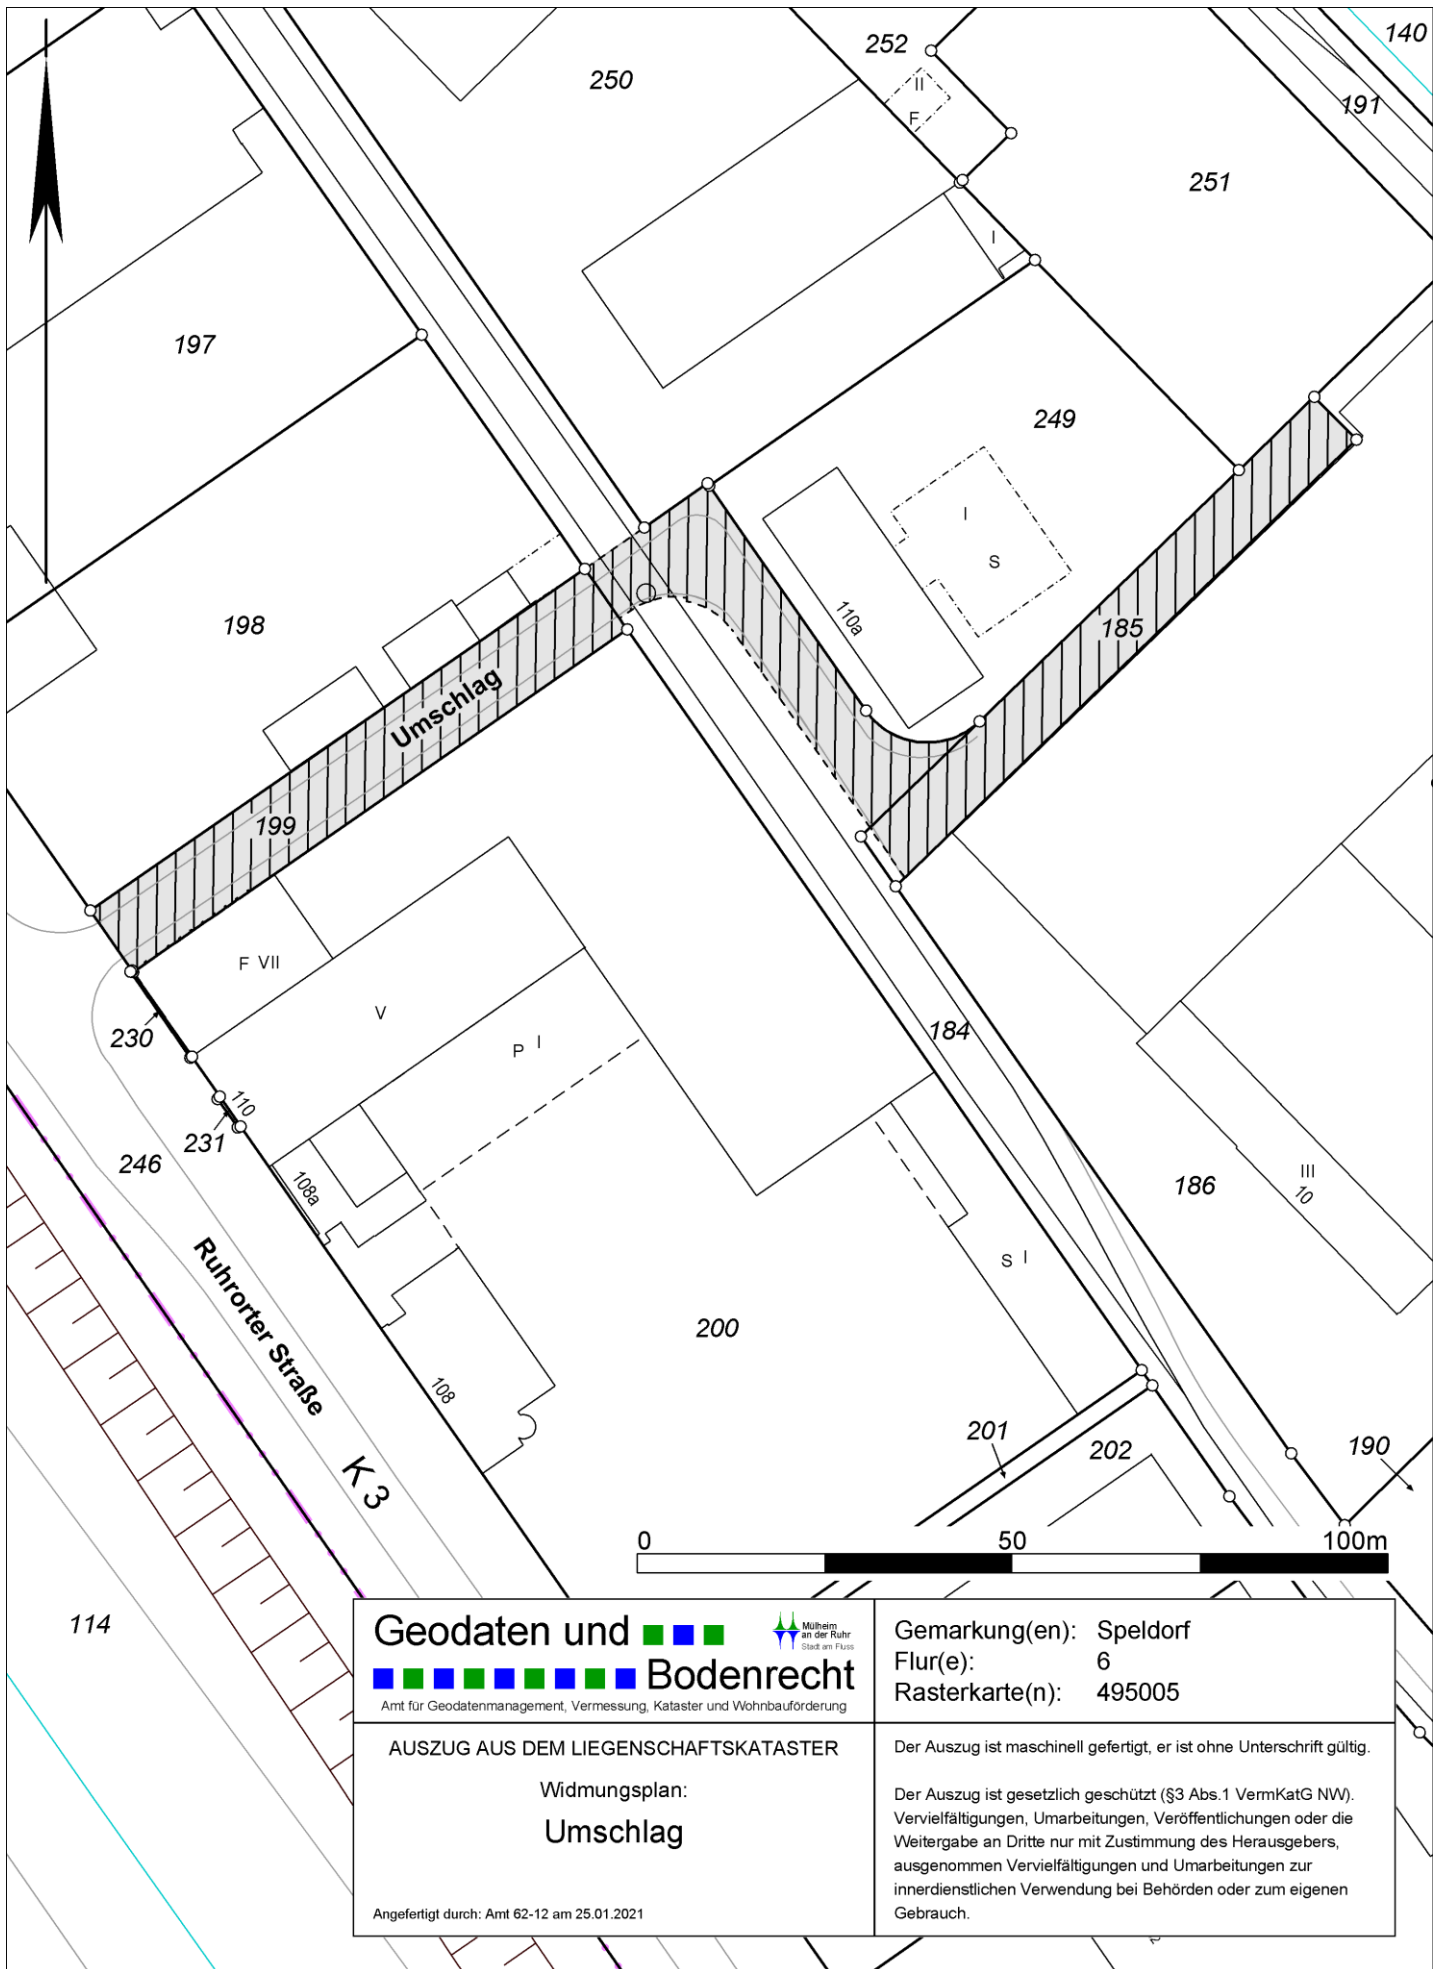 252
140
II
F
191
250
251
I
197
249
I
S
110a
185
198
Umschlag
199
F VII
V
P I
230
110
231
246
108a
184
186
III
10
S I
Ruhrorter Straße
200
108
K 3
201
202
190
114
0 50 100m
Geodaten und
Bodenrecht
Mülheim
an der Ruhr
Stadt am Fluss
Amt für Geodatenmanagement, Vermessung, Kataster und Wohnbauförderung
Gemarkung(en): Speldorf
Flur(e): 6
Rasterkarte(n): 495005
AUSZUG AUS DEM LIEGENSCHAFTSKATASTER
Widmungsplan:
Umschlag
Angefertigt durch: Amt 62-12 am 25.01.2021
Der Auszug ist maschinell gefertigt, er ist ohne Unterschrift gültig.
Der Auszug ist gesetzlich geschützt (§3 Abs.1 VermKatG NW).
Vervielfältigungen, Umarbeitungen, Veröffentlichungen oder die
Weitergabe an Dritte nur mit Zustimmung des Herausgebers,
ausgenommen Vervielfältigungen und Umarbeitungen zur
innerdienstlichen Verwendung bei Behörden oder zum eigenen
Gebrauch.